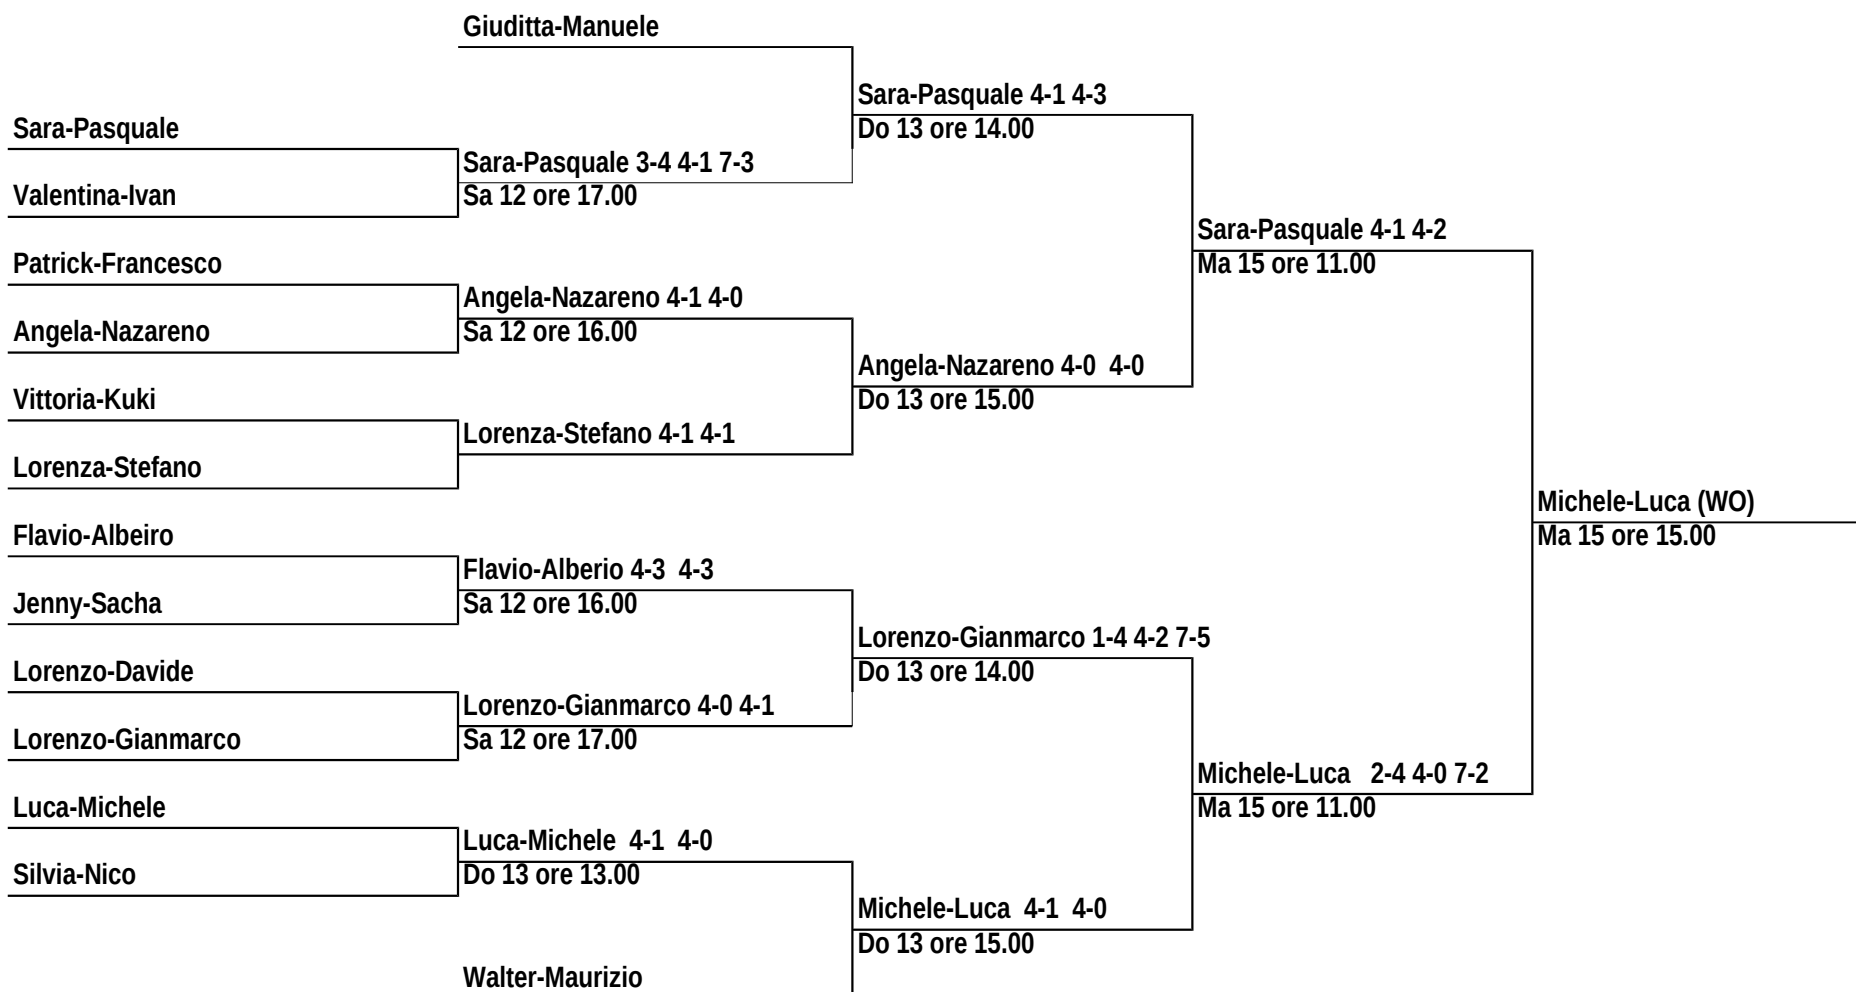 Giuditta-Manuele
Sara-Pasquale 4-1 4-3
Sara-Pasquale
Do 13 ore 14.00
Sara-Pasquale 3-4 4-1 7-3
Valentina-Ivan
Sa 12 ore 17.00
Sara-Pasquale 4-1 4-2
Patrick-Francesco
Ma 15 ore 11.00
Angela-Nazareno 4-1 4-0
Angela-Nazareno
Sa 12 ore 16.00
Angela-Nazareno 4-0 4-0
Vittoria-Kuki
Do 13 ore 15.00
Lorenza-Stefano 4-1 4-1
Lorenza-Stefano
Michele-Luca (WO)
Flavio-Albeiro
Ma 15 ore 15.00
Flavio-Alberio 4-3 4-3
Jenny-Sacha
Sa 12 ore 16.00
Lorenzo-Gianmarco 1-4 4-2 7-5
Lorenzo-Davide
Do 13 ore 14.00
Lorenzo-Gianmarco 4-0 4-1
Lorenzo-Gianmarco
Sa 12 ore 17.00
Michele-Luca 2-4 4-0 7-2
Luca-Michele
Ma 15 ore 11.00
Luca-Michele 4-1 4-0
Silvia-Nico
Do 13 ore 13.00
Michele-Luca 4-1 4-0
Do 13 ore 15.00
Walter-Maurizio